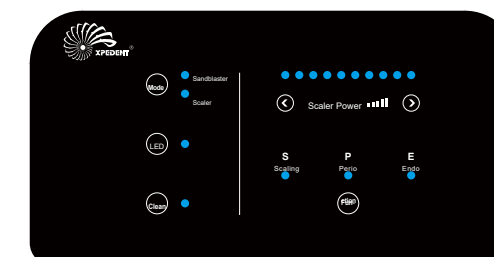 XPEDENT®
Mode
Sandblaster
Scaler
LED
Clean
Scaler Power
S P E
Scaling Perio Endo